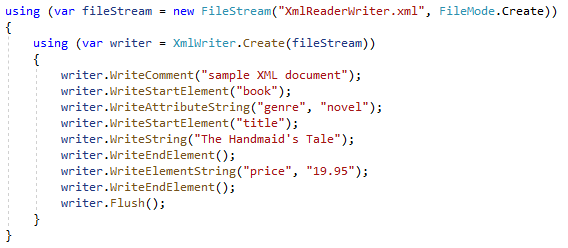 using (var fileStream = new FileStream("XmlReaderWriter.xml", FileMode.Create))
{
    using (var writer = XmlWriter.Create(fileStream))
    {
        writer.WriteComment("sample XML document");
        writer.WriteStartElement("book");
        writer.WriteAttributeString("genre", "novel");
        writer.WriteStartElement("title");
        writer.WriteString("The Handmaid's Tale");
        writer.WriteEndElement();
        writer.WriteElementString("price", "19.95");
        writer.WriteEndElement();
        writer.Flush();
    }
}